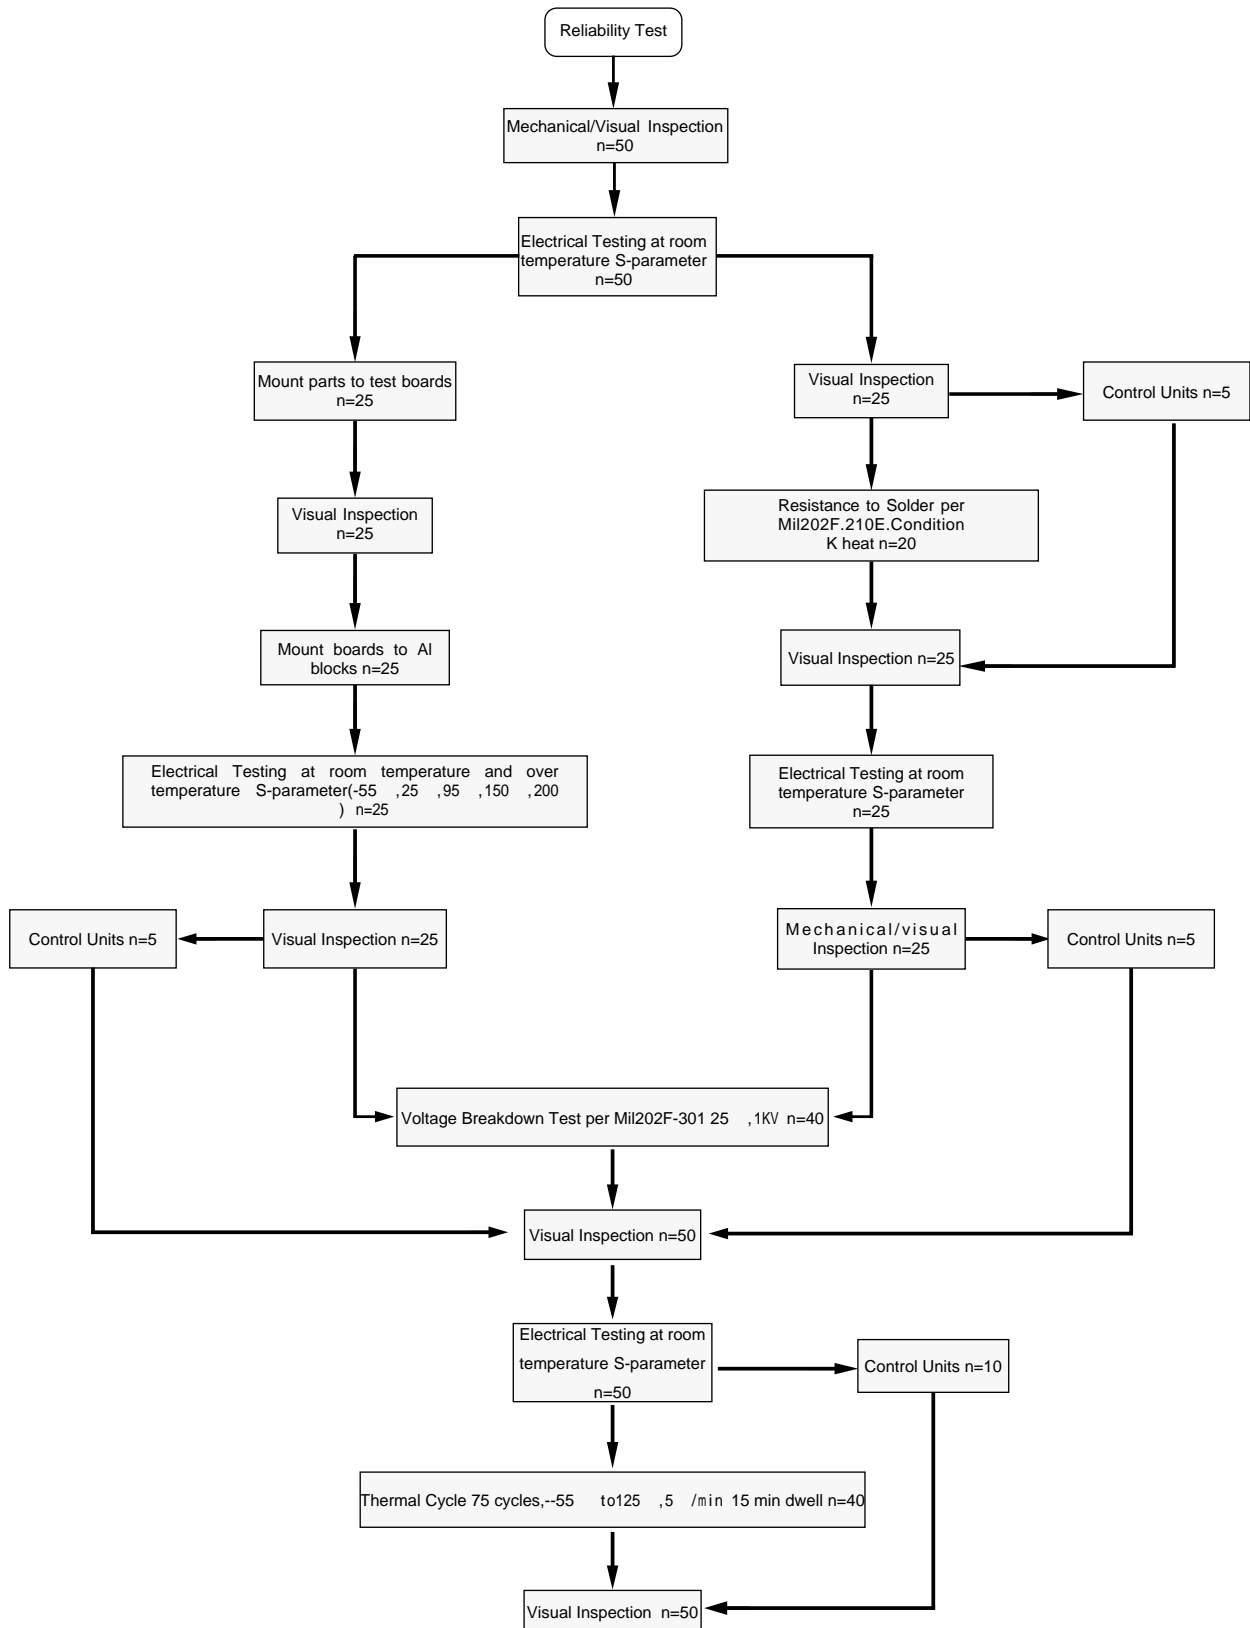 Reliability Test
Mechanical/Visual Inspection
n=50
Electrical Testing at room
temperature S-parameter
n=50
Mount parts to test boards
n=25
Visual Inspection
n=25
Control Units n=5
Visual Inspection
n=25
Resistance to Solder per
Mil202F.210E.Condition
K heat n=20
Mount boards to Al
blocks n=25
Visual Inspection n=25
Electrical Testing at room temperature and over
temperature S-parameter(-55 ,25 ,95 ,150 ,200
) n=25
Electrical Testing at room
temperature S-parameter
n=25
Control Units n=5
Visual Inspection n=25
Mechanical/visual
Inspection n=25
Control Units n=5
Voltage Breakdown Test per Mil202F-301 25 ,1KV n=40
Visual Inspection n=50
Electrical Testing at room
temperature S-parameter
n=50
Control Units n=10
Thermal Cycle 75 cycles,--55 to125 ,5 /min 15 min dwell n=40
Visual Inspection n=50